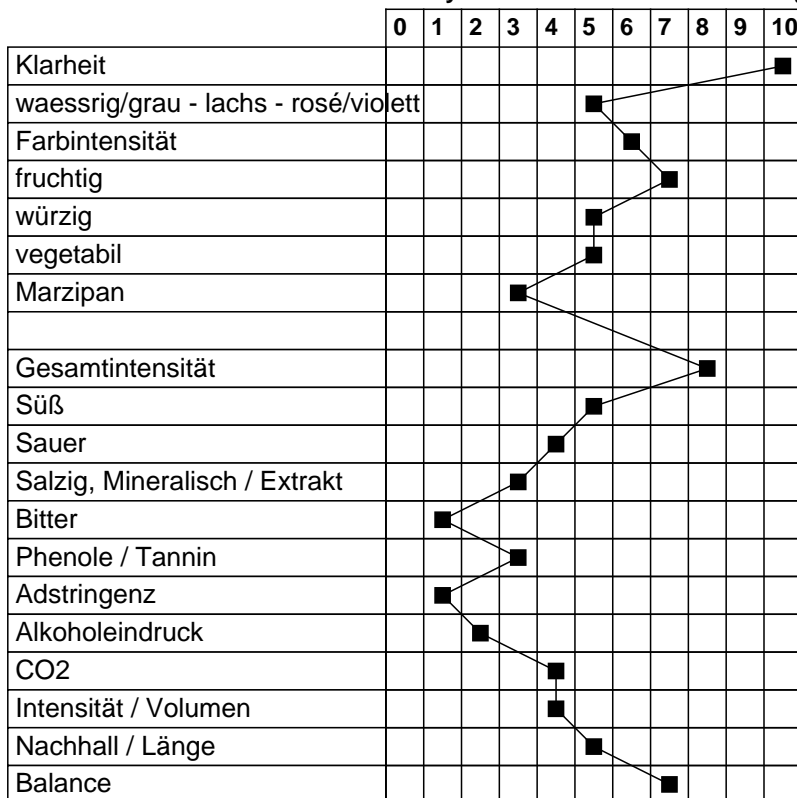 0 1 2 3 4 5 6 7 8 9 10
Klarheit
waessrig/grau - lachs - rosé/violett
Farbintensität
fruchtig
würzig
vegetabil
Marzipan
Gesamtintensität
Süß
Sauer
Salzig, Mineralisch / Extrakt
Bitter
Phenole / Tannin
Adstringenz
Alkoholeindruck
CO2
Intensität / Volumen
Nachhall / Länge
Balance